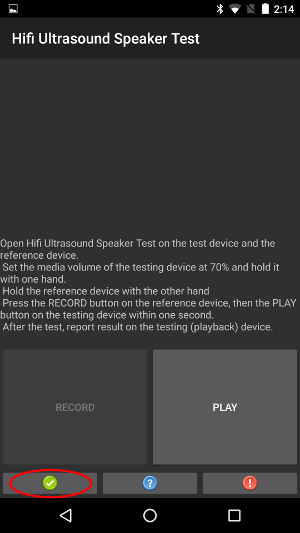 2:14
Hifi Ultrasound Speaker Test
Open Hifi Ultrasound Speaker Test on the test device and the
reference device.
Set the media volume of the testing device at 70% and hold it
with one hand.
Hold the reference device with the other hand
Press the RECORD button on the reference device, then the PLAY
button on the testing device within one second.
After the test, report result on the testing (playback) device.
RECORD
PLAY